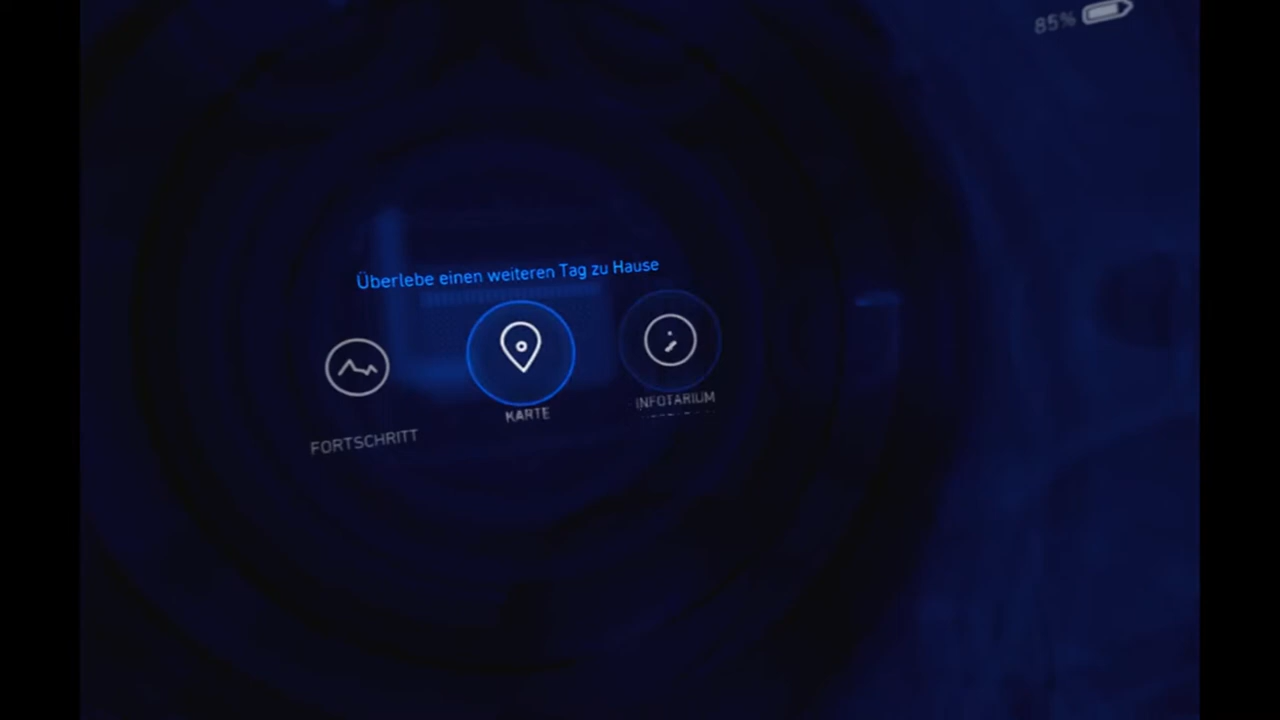 85%
Überlebe einen weiteren Tag zu Hause
FORTSCHRITT
KARTE
INFOTARIUM